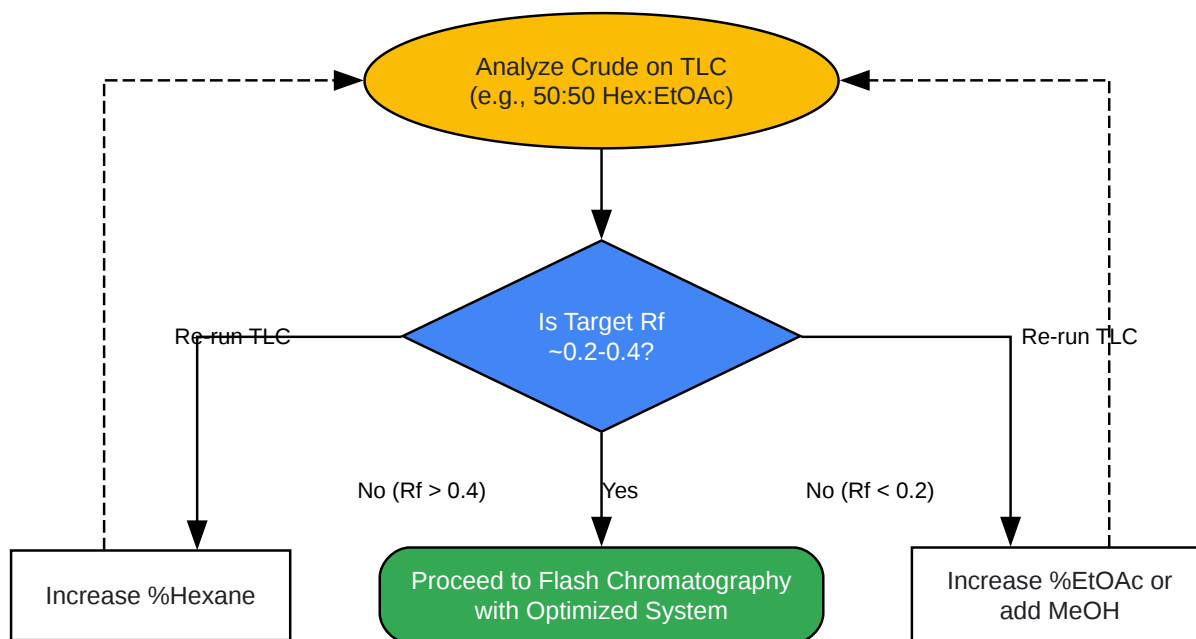 Analyze Crude on TLC
(e.g., 50:50 Hex:EtOAc)
Is Target Rf
~0.2-0.4?
Re-run TLC
Re-run TLC
No (Rf > 0.4)
Yes
No (Rf < 0.2)
Increase %Hexane
Proceed to Flash Chromatography
with Optimized System
Increase %EtOAc or
add MeOH